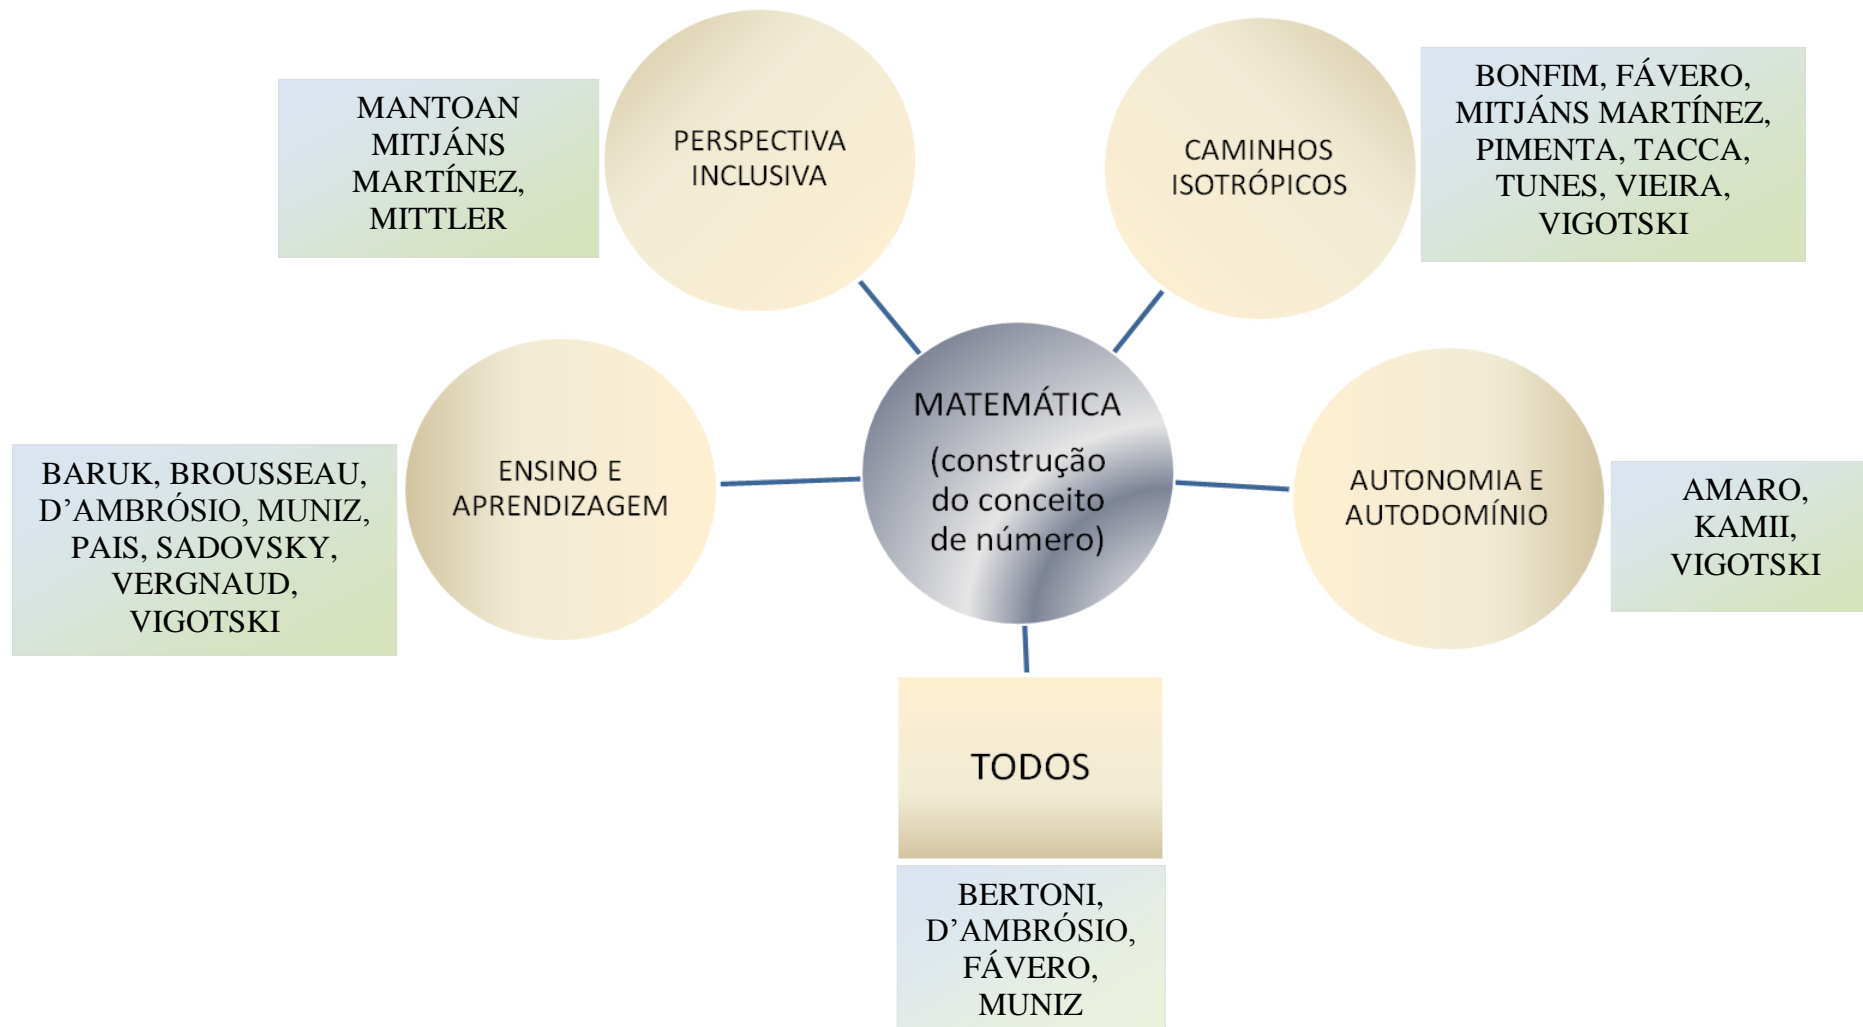 MANTOAN
MITJÁNS
MARTÍNEZ,
MITTLER
PERSPECTIVA
INCLUSIVA
CAMINHOS
ISOTRÓPICOS
BONFIM, FÁVERO,
MITJÁNS MARTÍNEZ,
PIMENTA, TACCA,
TUNES, VIEIRA,
VIGOTSKI
BARUK, BROUSSEAU,
D’AMBRÓSIO, MUNIZ,
PAIS, SADOVSKY,
VERGNAUD,
VIGOTSKI
ENSINO E
APRENDIZAGEM
MATEMÁTICA
(construção
do conceito
de número)
AUTONOMIA E
AUTODOMÍNIO
AMARO,
KAMII,
VIGOTSKI
TODOS
BERTONI,
D’AMBRÓSIO,
FÁVERO,
MUNIZ